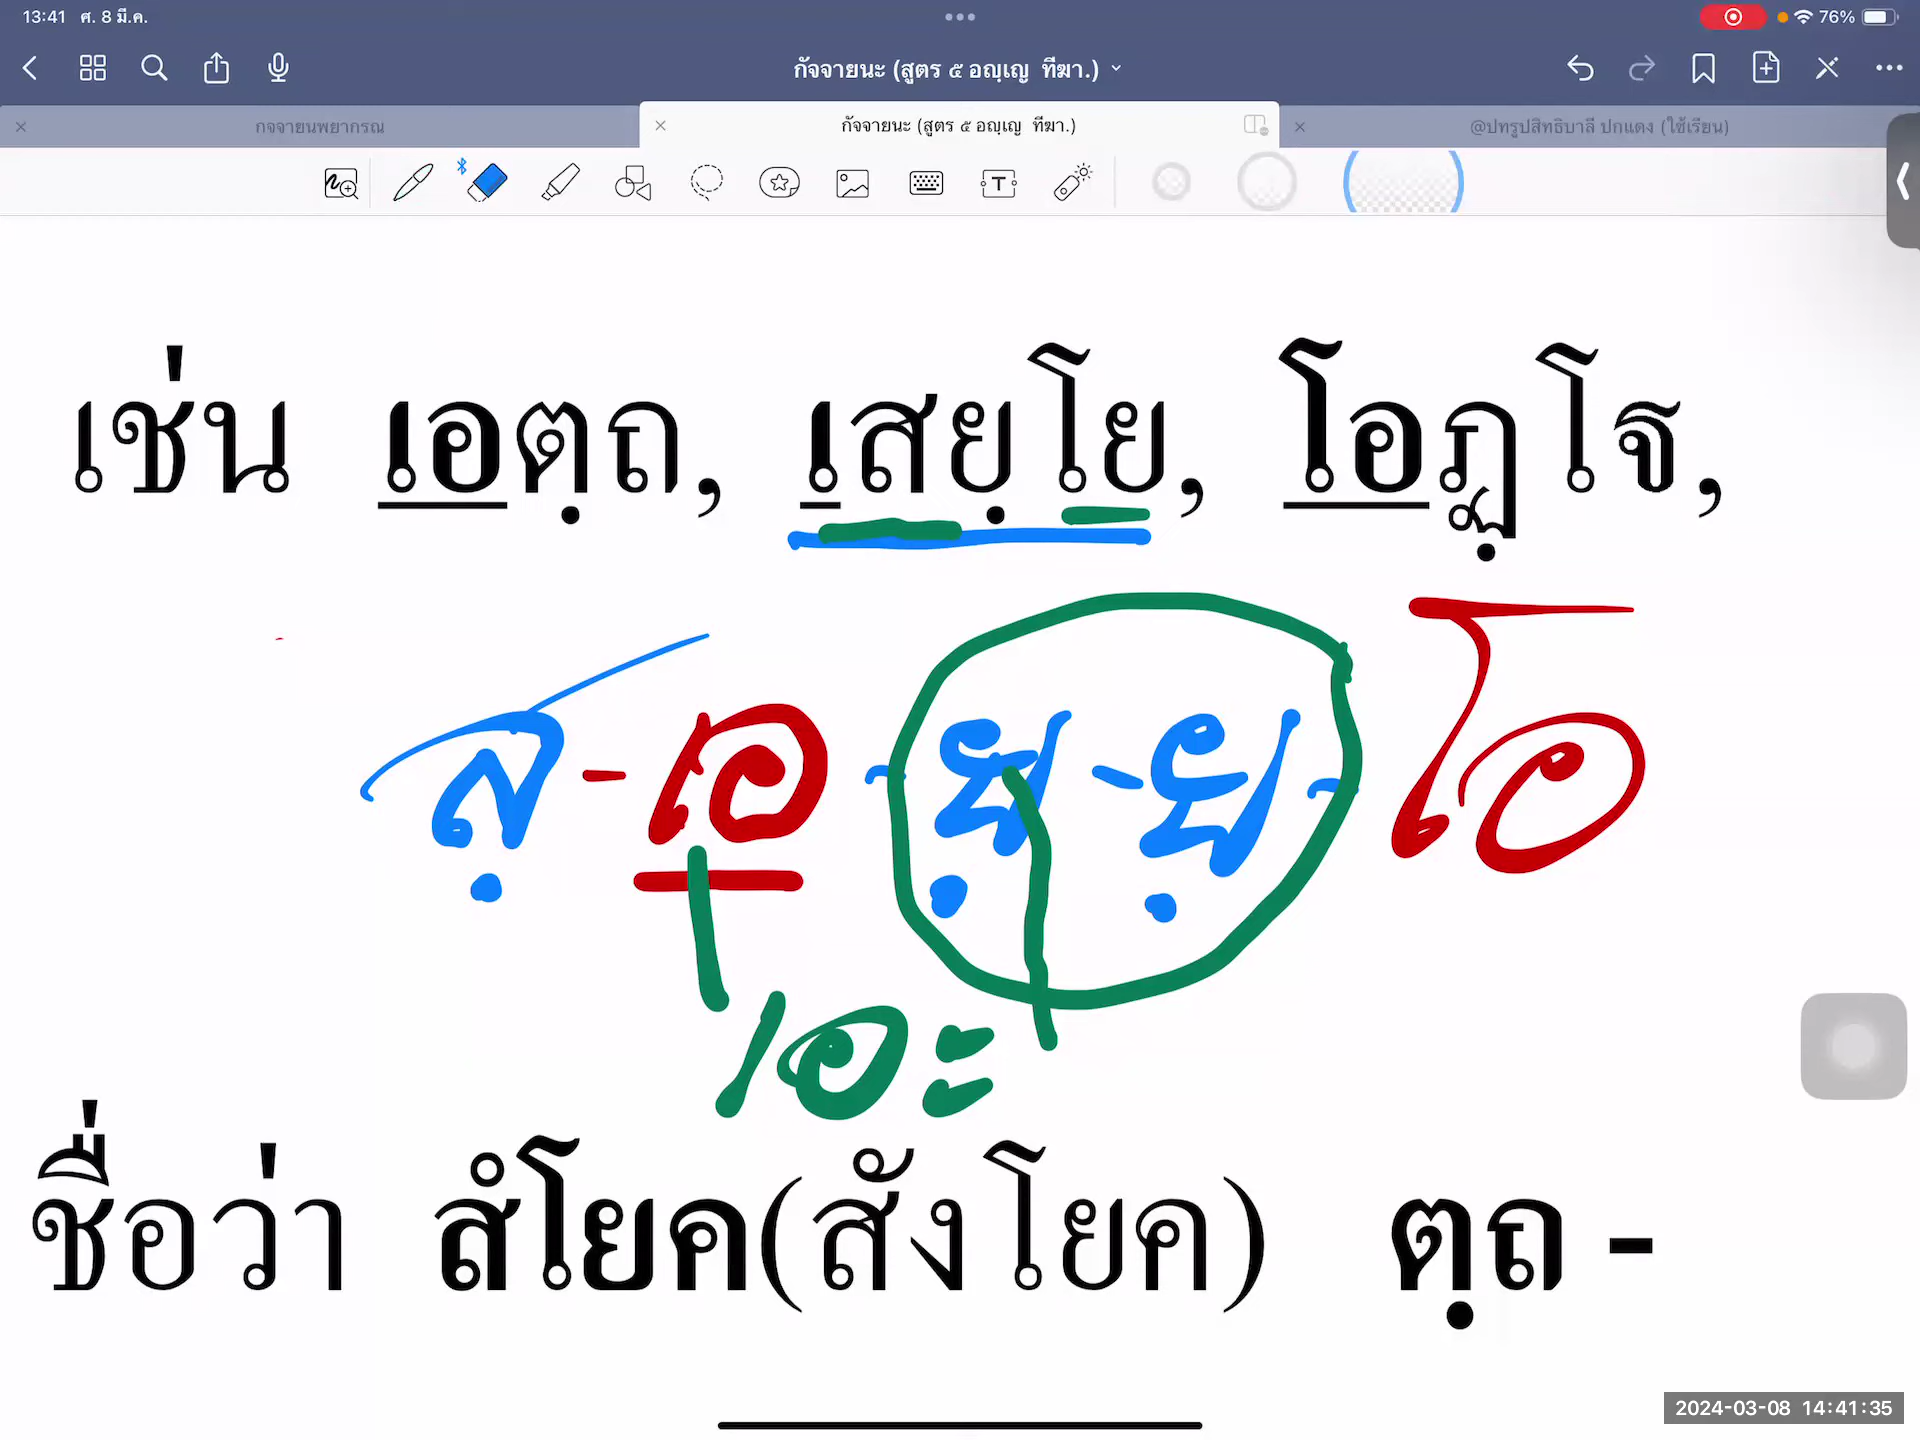 13:41 ศ. 8 มี.ค.
76%
กัจจายนะ (สูตร ๕ อญฺเญ ทีฆา.)
กจจายนพยากรณ
กัจจายนะ (สูตร ๕ อญฺเญ ทีฆา.)
@ปทรูปสิทธิบาลี ปกแดง (ใช้เรียน)
เช่น เอตฺถ, เสยฺโย, โอฏฺโฐ,
สฺ - เอ - ยฺ - ยฺ - โอ
เอะ
ชื่อว่า สํโยค(สังโยค) ตฺถ -
2024-03-08 14:41:35